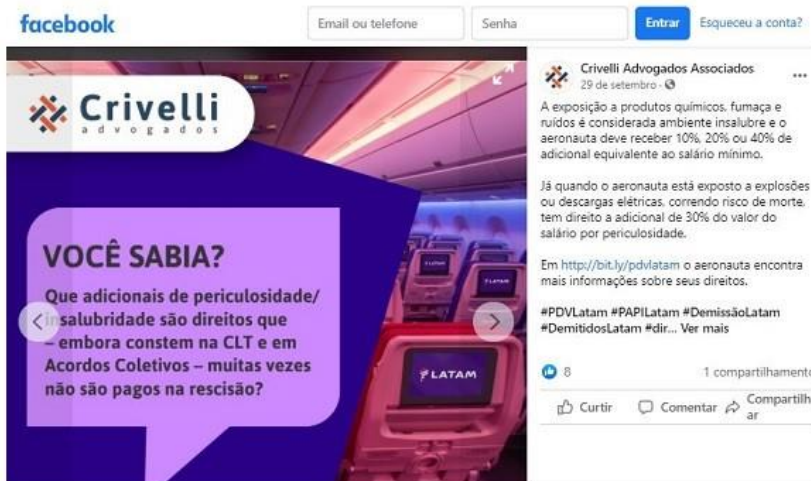 facebook
Email ou telefone
Senha
Entrar
Esqueceu a conta?
Crivelli
advogados
VOCÊ SABIA?
Que adicionais de periculosidade/
insalubridade são direitos que
– embora constem na CLT e em
Acordos Coletivos – muitas vezes
não são pagos na rescisão?
LATAM
Crivelli Advogados Associados
29 de setembro ·
A exposição a produtos químicos, fumaça e
ruídos é considerada ambiente insalubre e o
aeronauta deve receber 10%, 20% ou 40% de
adicional equivalente ao salário mínimo.
Já quando o aeronauta está exposto a explosões
ou descargas elétricas, correndo risco de morte,
tem direito a adicional de 30% do valor do
salário por periculosidade.
Em http://bit.ly/pdvlatam o aeronauta encontra
mais informações sobre seus direitos.
#PDVLatam #PAPILatam #DemissãoLatam
#DemitidosLatam #dir... Ver mais
8
1 compartilhamento
Curtir
Comentar
Compartilh
ar